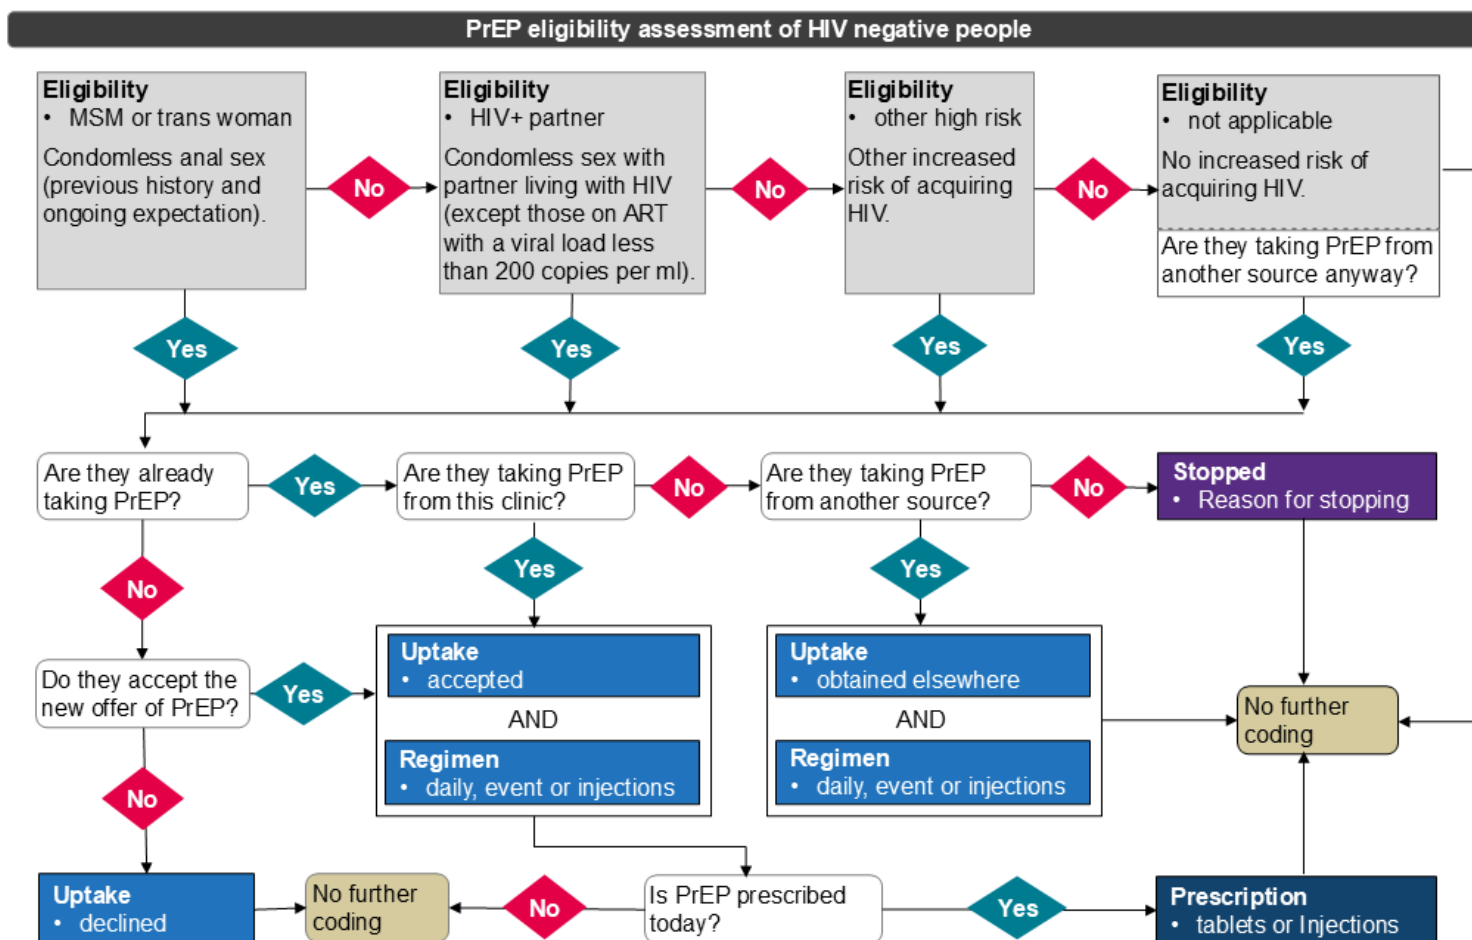 PrEP eligibility assessment of HIV negative people
Eligibility
• MSM or trans woman
Condomless anal sex
(previous history and
ongoing expectation).
No
Eligibility
• HIV+ partner
Condomless sex with
partner living with HIV
(except those on ART
with a viral load less
than 200 copies per ml).
No
Eligibility
• other high risk
Other increased
risk of acquiring
HIV.
No
Eligibility
• not applicable
No increased risk of
acquiring HIV.
Are they taking PrEP from
another source anyway?
Yes
Yes
Yes
Yes
Are they already
taking PrEP?
Yes
Are they taking PrEP
from this clinic?
No
Are they taking PrEP
from another source?
No
Stopped
• Reason for stopping
No
Yes
Yes
Do they accept the
new offer of PrEP?
Yes
Uptake
• accepted
AND
Regimen
• daily, event or injections
Uptake
• obtained elsewhere
AND
Regimen
• daily, event or injections
No further
coding
No
Uptake
• declined
No further
coding
No
Is PrEP prescribed
today?
Yes
Prescription
• tablets or Injections